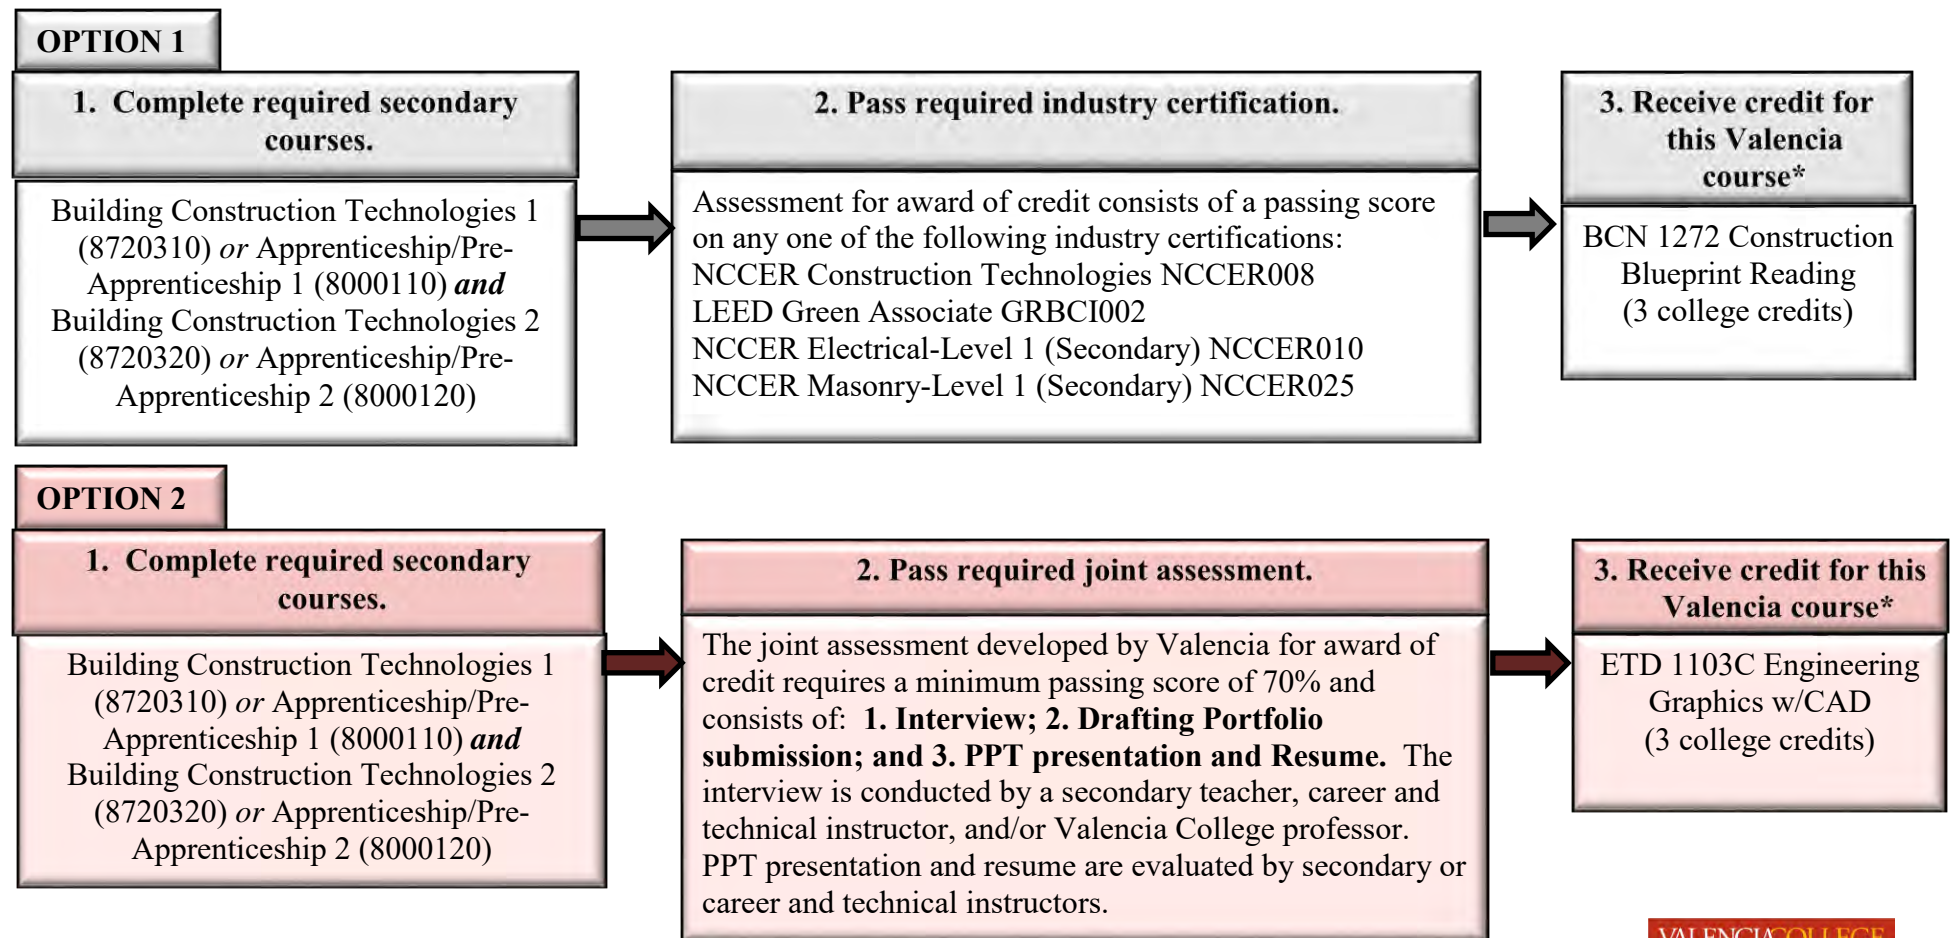 OPTION 1
1. Complete required secondary
courses.
Building Construction Technologies 1
(8720310) or Apprenticeship/Pre-
Apprenticeship 1 (8000110) and
Building Construction Technologies 2
(8720320) or Apprenticeship/Pre-
Apprenticeship 2 (8000120)
2. Pass required industry certification.
Assessment for award of credit consists of a passing score
on any one of the following industry certifications:
NCCER Construction Technologies NCCER008
LEED Green Associate GRBCI002
NCCER Electrical-Level 1 (Secondary) NCCER010
NCCER Masonry-Level 1 (Secondary) NCCER025
3. Receive credit for
this Valencia
course*
BCN 1272 Construction
Blueprint Reading
(3 college credits)
OPTION 2
1. Complete required secondary
courses.
Building Construction Technologies 1
(8720310) or Apprenticeship/Pre-
Apprenticeship 1 (8000110) and
Building Construction Technologies 2
(8720320) or Apprenticeship/Pre-
Apprenticeship 2 (8000120)
2. Pass required joint assessment.
The joint assessment developed by Valencia for award of
credit requires a minimum passing score of 70% and
consists of: 1. Interview; 2. Drafting Portfolio
submission; and 3. PPT presentation and Resume. The
interview is conducted by a secondary teacher, career and
technical instructor, and/or Valencia College professor.
PPT presentation and resume are evaluated by secondary or
career and technical instructors.
3. Receive credit for this
Valencia course*
ETD 1103C Engineering
Graphics w/CAD
(3 college credits)
VALENCIACOLLEGE